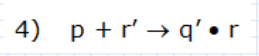 4) p + r′ → q′ • r